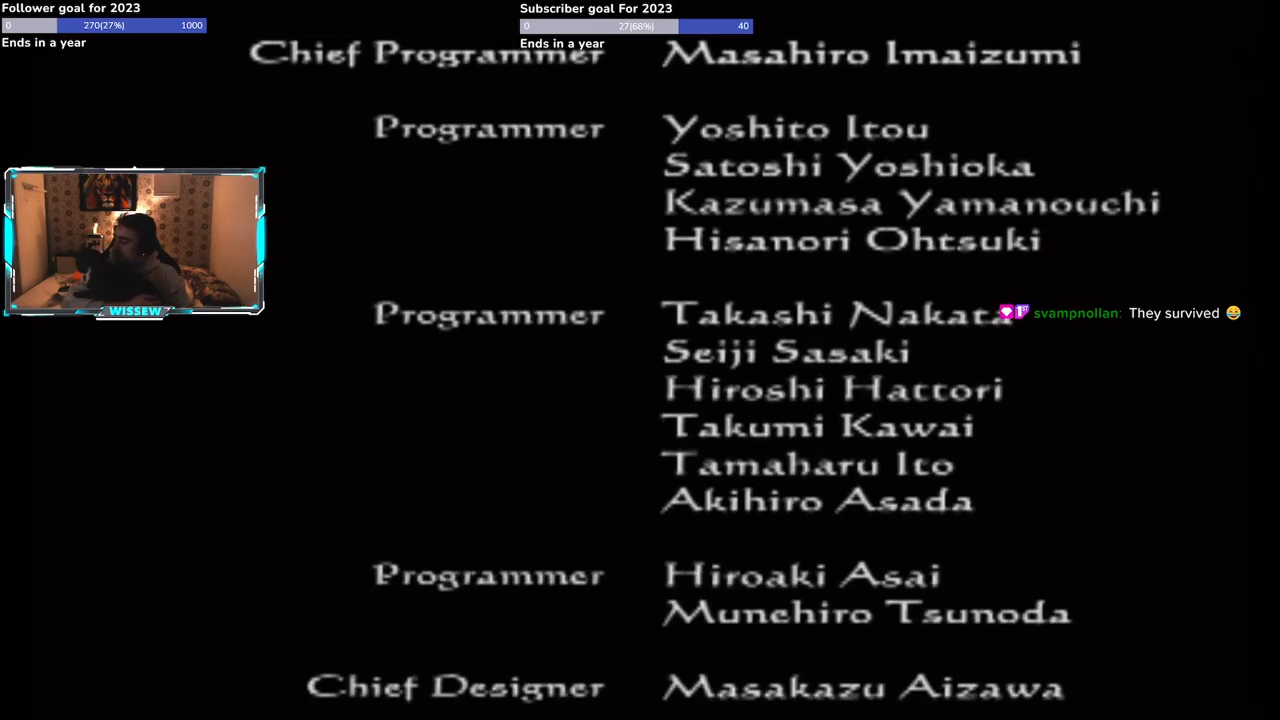 Follower goal for 2023
0 270(27%) 1000
Ends in a year
Subscriber goal For 2023
0 27(68%) 40
Ends in a year
Chief Programmer Masahiro Imaizumi
Programmer Yoshito Itou
Satoshi Yoshioka
Kazumasa Yamanouchi
Hisanori Ohtsuki
Programmer Takashi Nakata
svampnollan: They survived 😂
Seiji Sasaki
Hiroshi Hattori
Takumi Kawai
Tamaharu Ito
Akihiro Asada
Programmer Hiroaki Asai
Munehiro Tsunoda
Chief Designer Masakazu Aizawa
WISSEW